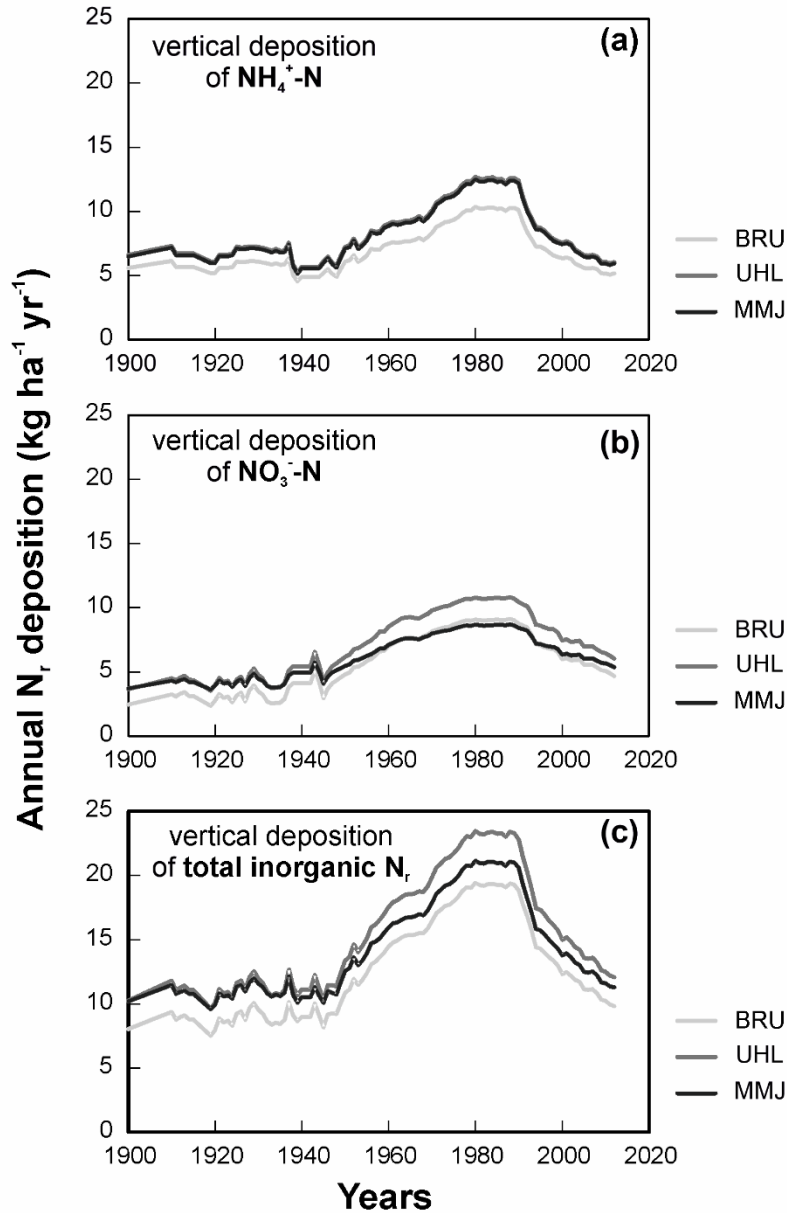 Annual Nr deposition (kg ha-1 yr-1)
25
20
15
10
5
0
vertical deposition
of NH4+-N
(a)
BRU
UHL
MMJ
1900 1920 1940 1960 1980 2000 2020
25
20
15
10
5
0
vertical deposition
of NO3--N
(b)
BRU
UHL
MMJ
1900 1920 1940 1960 1980 2000 2020
25
20
15
10
5
0
vertical deposition
of total inorganic Nr
(c)
BRU
UHL
MMJ
1900 1920 1940 1960 1980 2000 2020
Years